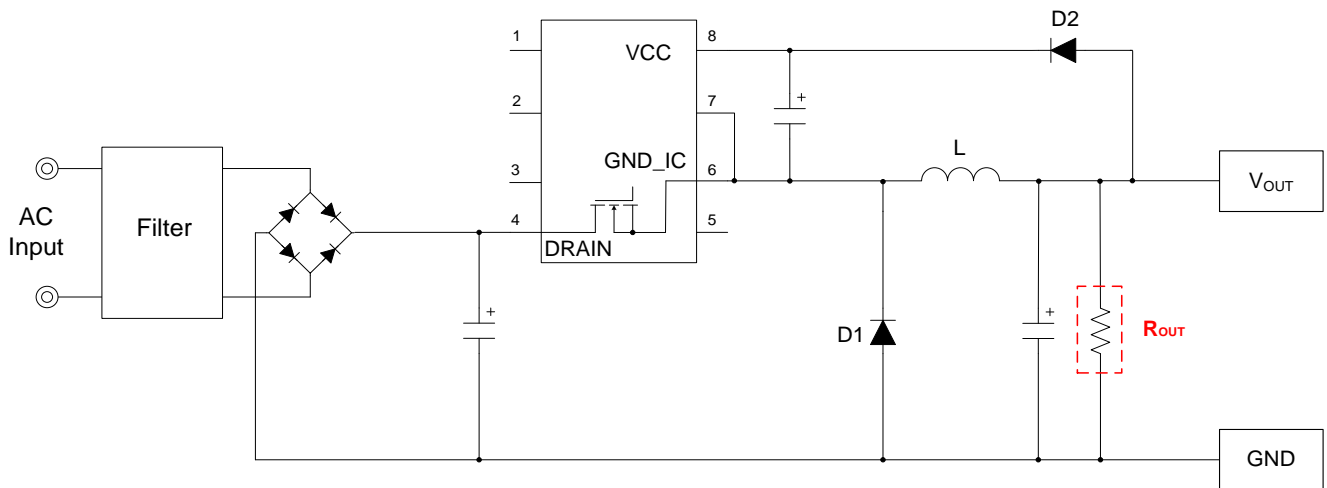 D2
1
8
VCC
+
2
7
L
3
GND_IC
6
VOUT
AC
Input
Filter
4
5
DRAIN
+
D1
+
ROUT
GND